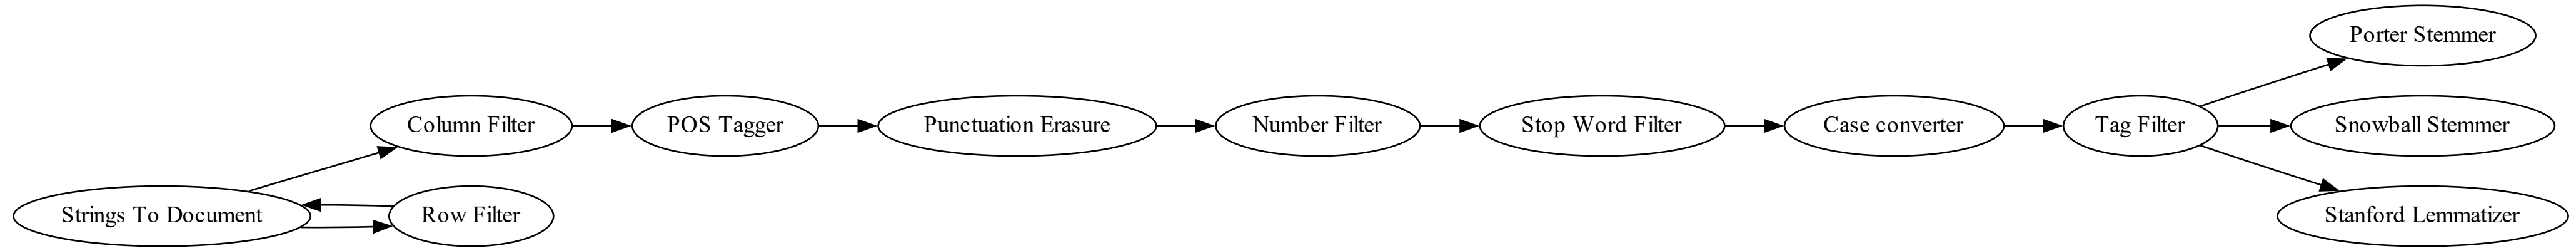 Strings To Document
Row Filter
Column Filter
POS Tagger
Punctuation Erasure
Number Filter
Stop Word Filter
Case converter
Tag Filter
Porter Stemmer
Snowball Stemmer
Stanford Lemmatizer